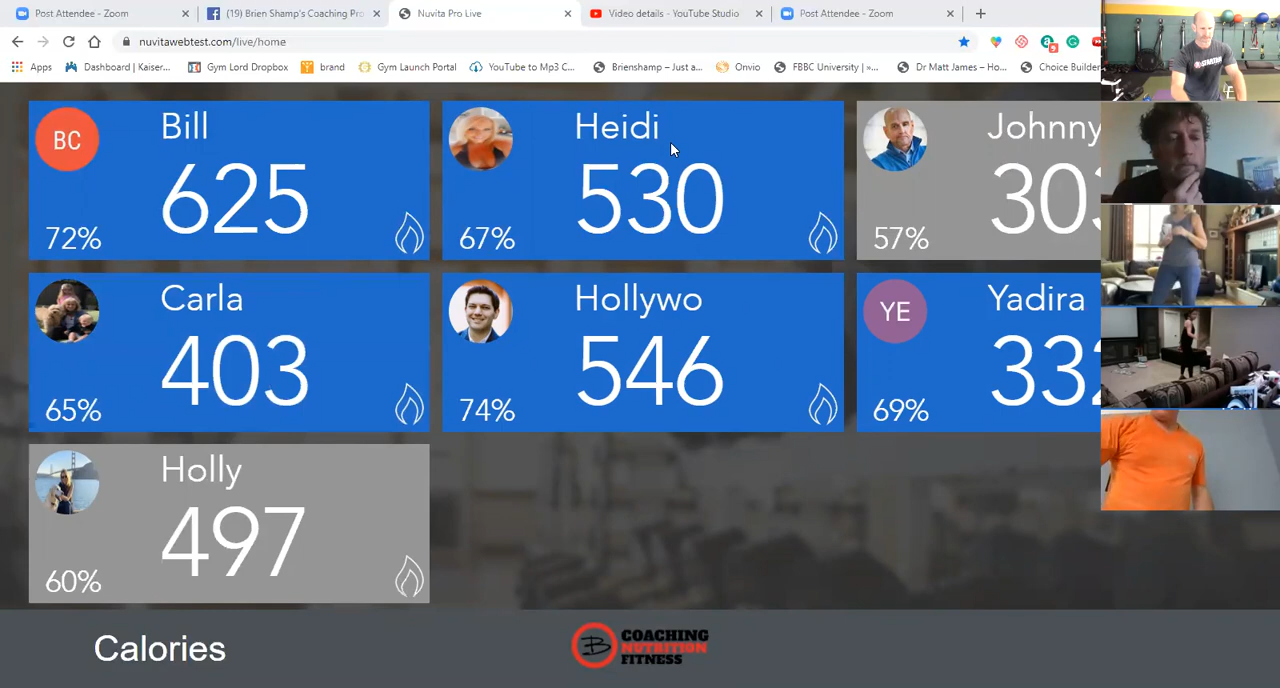 Post Attendee - Zoom
(19) Brien Shamp's Coaching Pro
Nuvita Pro Live
Video details - YouTube Studio
Post Attendee - Zoom
nuvitawebtest.com/live/home
Apps
Dashboard | Kaiser...
Gym Lord Dropbox
brand
Gym Launch Portal
YouTube to Mp3 C...
Brienshamp – Just a...
Onvio
FBBC University | »...
Dr Matt James – Ho...
Choice Builder
BC
Bill
625
72%
Heidi
530
67%
Johnny
303
57%
Carla
403
65%
Hollywo
546
74%
YE
Yadira
332
69%
Holly
497
60%
Calories
B
COACHING
NUTRITION
FITNESS